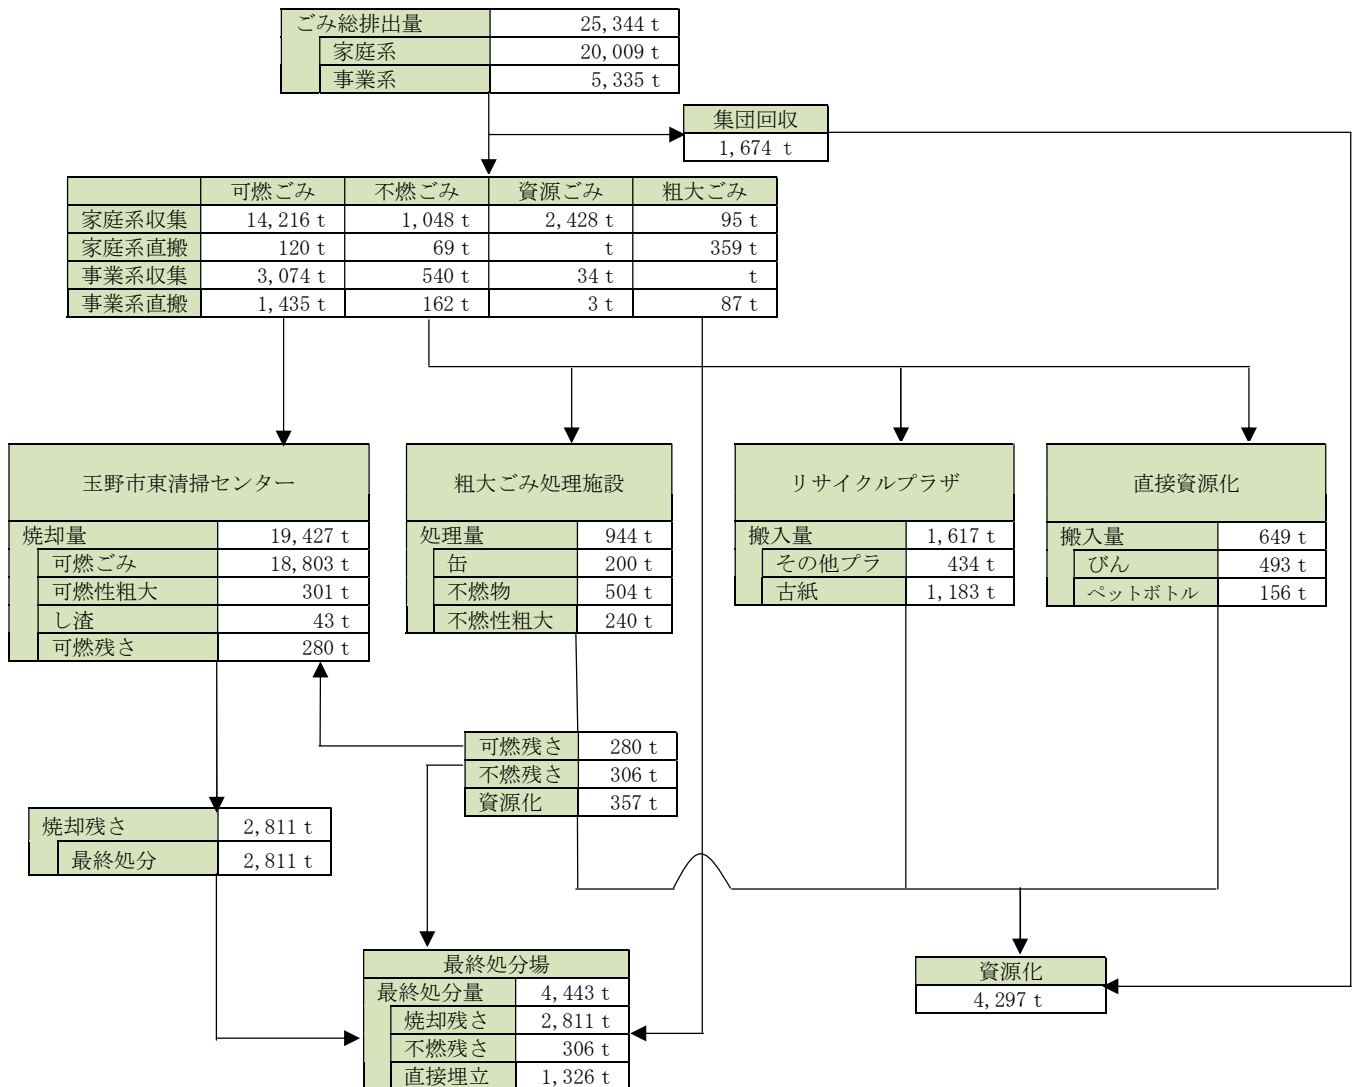 ごみ総排出量 25,344 t
家庭系 20,009 t
事業系 5,335 t
集団回収
1,674 t
可燃ごみ 不燃ごみ 資源ごみ 粗大ごみ
家庭系収集 14,216 t 1,048 t 2,428 t 95 t
家庭系直搬 120 t 69 t t 359 t
事業系収集 3,074 t 540 t 34 t t
事業系直搬 1,435 t 162 t 3 t 87 t
玉野市東清掃センター
焼却量 19,427 t
可燃ごみ 18,803 t
可燃性粗大 301 t
し渣 43 t
可燃残さ 280 t
粗大ごみ処理施設
処理量 944 t
缶 200 t
不燃物 504 t
不燃性粗大 240 t
リサイクルプラザ
搬入量 1,617 t
その他プラ 434 t
古紙 1,183 t
直接資源化
搬入量 649 t
びん 493 t
ペットボトル 156 t
可燃残さ 280 t
不燃残さ 306 t
資源化 357 t
焼却残さ 2,811 t
最終処分 2,811 t
最終処分場
最終処分量 4,443 t
焼却残さ 2,811 t
不燃残さ 306 t
直接埋立 1,326 t
資源化
4,297 t